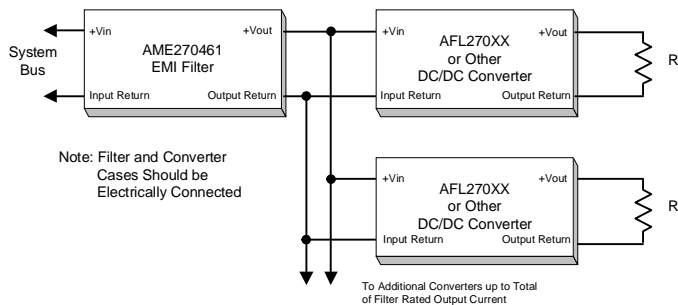 System
Bus
+Vin
+Vout
AME270461
EMI Filter
Input Return
Output Return
+Vin
+Vout
AFL270XX
or Other
DC/DC Converter
Input Return
Output Return
R
Note: Filter and Converter
Cases Should be
Electrically Connected
+Vin
+Vout
AFL270XX
or Other
DC/DC Converter
Input Return
Output Return
R
To Additional Converters up to Total
of Filter Rated Output Current